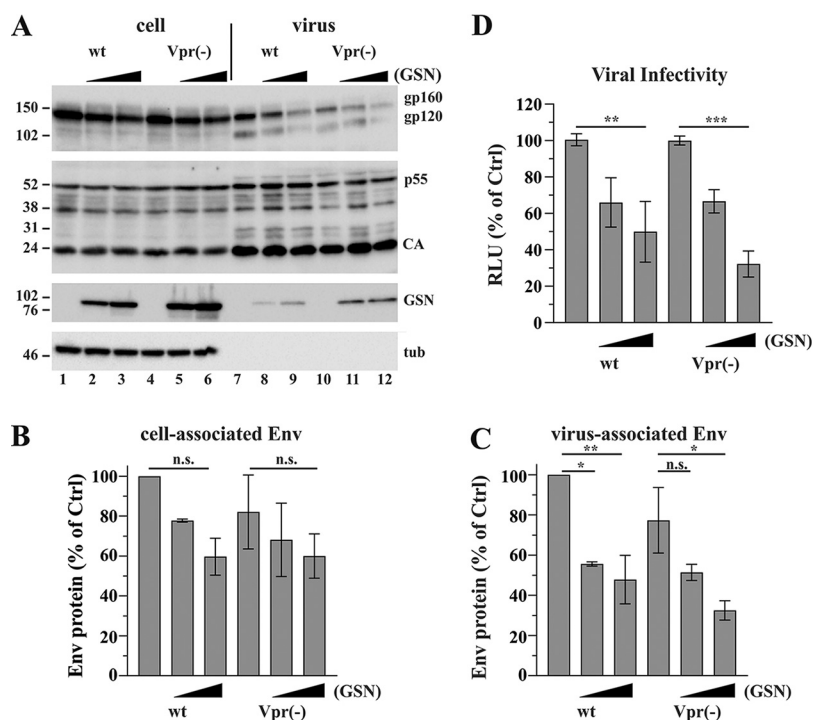 A
cell
virus
wt
Vpr(-)
wt
Vpr(-)
(GSN)
150
102
gp160
gp120
52
38
31
24
p55
CA
102
76
GSN
46
tub
1 2 3 4 5 6 7 8 9 10 11 12
D
Viral Infectivity
RLU (% of Ctrl)
120
100
80
60
40
20
0
**
***
wt
Vpr(-)
(GSN)
B
cell-associated Env
Env protein (% of Ctrl)
100
80
60
40
20
0
n.s.
n.s.
wt
Vpr(-)
(GSN)
C
virus-associated Env
Env protein (% of Ctrl)
100
80
60
40
20
0
**
*
*
n.s.
wt
Vpr(-)
(GSN)